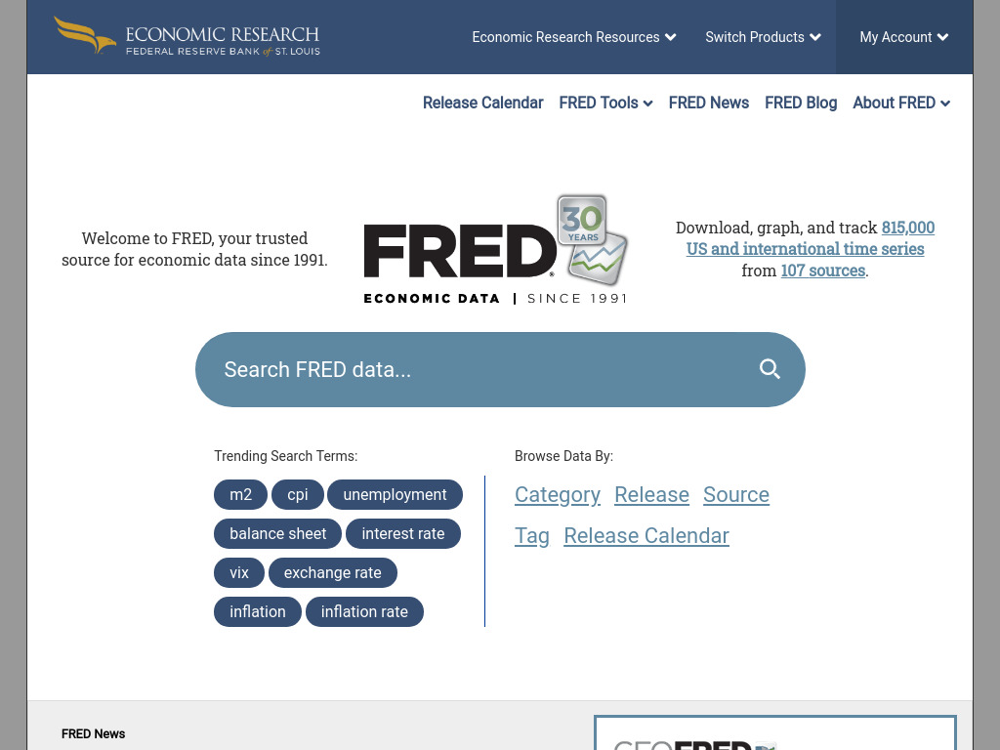 ECONOMIC RESEARCH
FEDERAL RESERVE BANK of ST. LOUIS
Economic Research Resources
Switch Products
My Account
Release Calendar
FRED Tools
FRED News
FRED Blog
About FRED
Welcome to FRED, your trusted
source for economic data since 1991.
30
YEARS
FRED®
ECONOMIC DATA | SINCE 1991
Download, graph, and track 815,000
US and international time series
from 107 sources.
Search FRED data...
Trending Search Terms:
m2
cpi
unemployment
balance sheet
interest rate
vix
exchange rate
inflation
inflation rate
Browse Data By:
Category Release Source
Tag Release Calendar
FRED News
GEOFRED